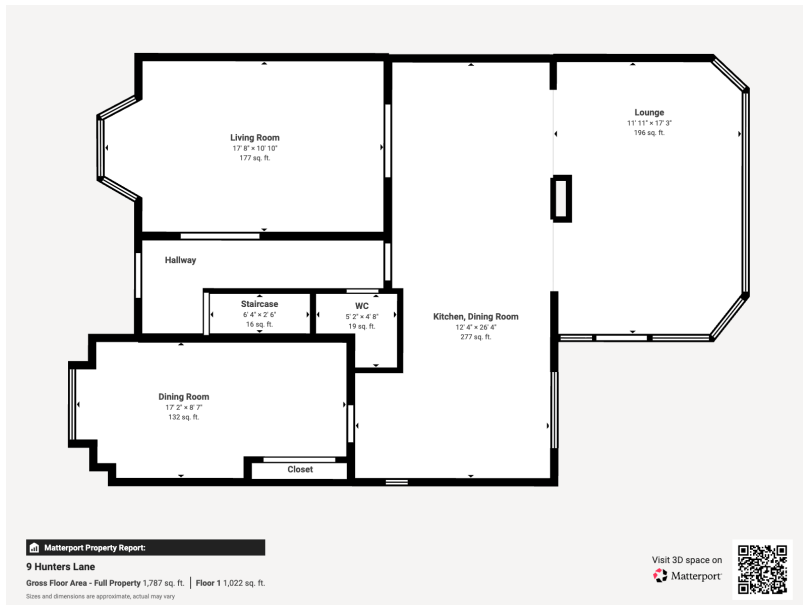 Living Room
17' 8" × 10' 10"
177 sq. ft.
Lounge
11' 11" × 17' 3"
196 sq. ft.
Hallway
Staircase
6' 4" × 2' 6"
16 sq. ft.
WC
5' 2" × 4' 8"
19 sq. ft.
Kitchen, Dining Room
12' 4" × 26' 4"
277 sq. ft.
Dining Room
17' 2" × 8' 7"
132 sq. ft.
Closet
Matterport Property Report:
9 Hunters Lane
Gross Floor Area - Full Property 1,787 sq. ft. | Floor 1 1,022 sq. ft.
Sizes and dimensions are approximate, actual may vary
Visit 3D space on
Matterport